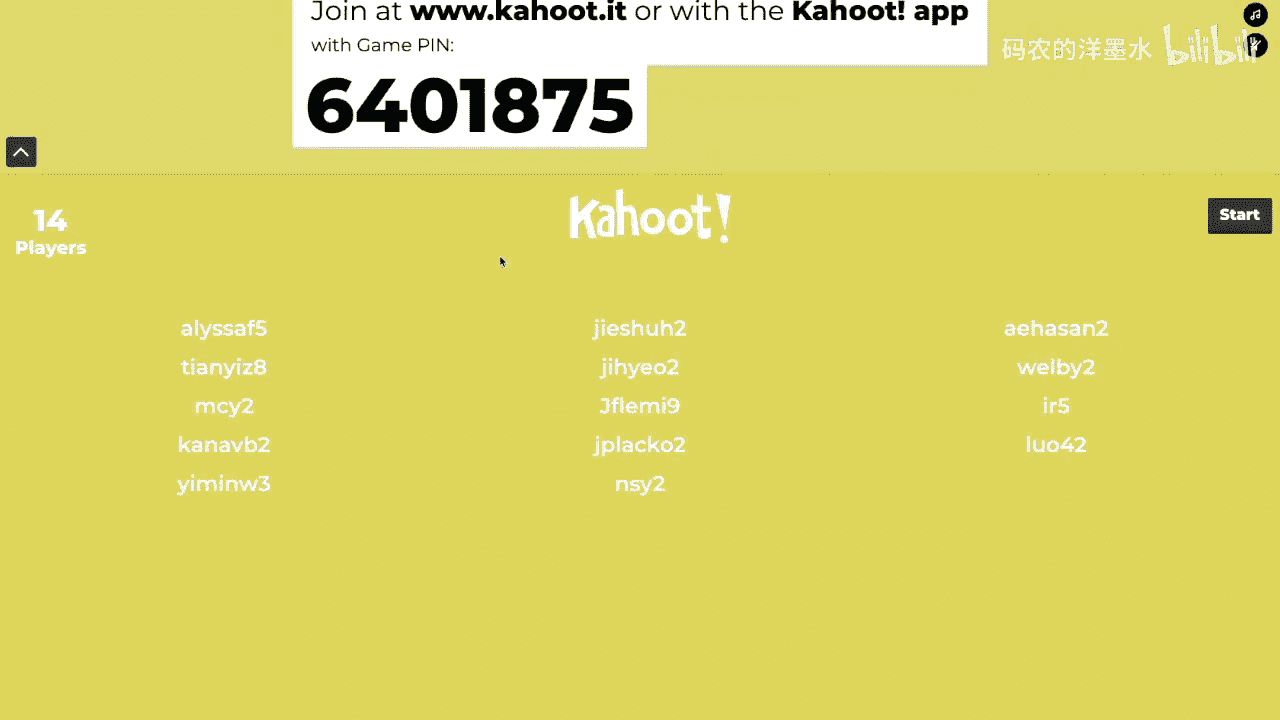 Join at www.kahoot.it or with the Kahoot! app
with Game PIN:
码农的洋墨水 bilibili
6401875
14
Players
Kahoot!
Start
alyssaf5 jieshuh2 aehasan2
tianyiz8 jihyeo2 welby2
mcy2 Jflemi9 ir5
kanavb2 jplacko2 luo42
yiminw3 nsy2